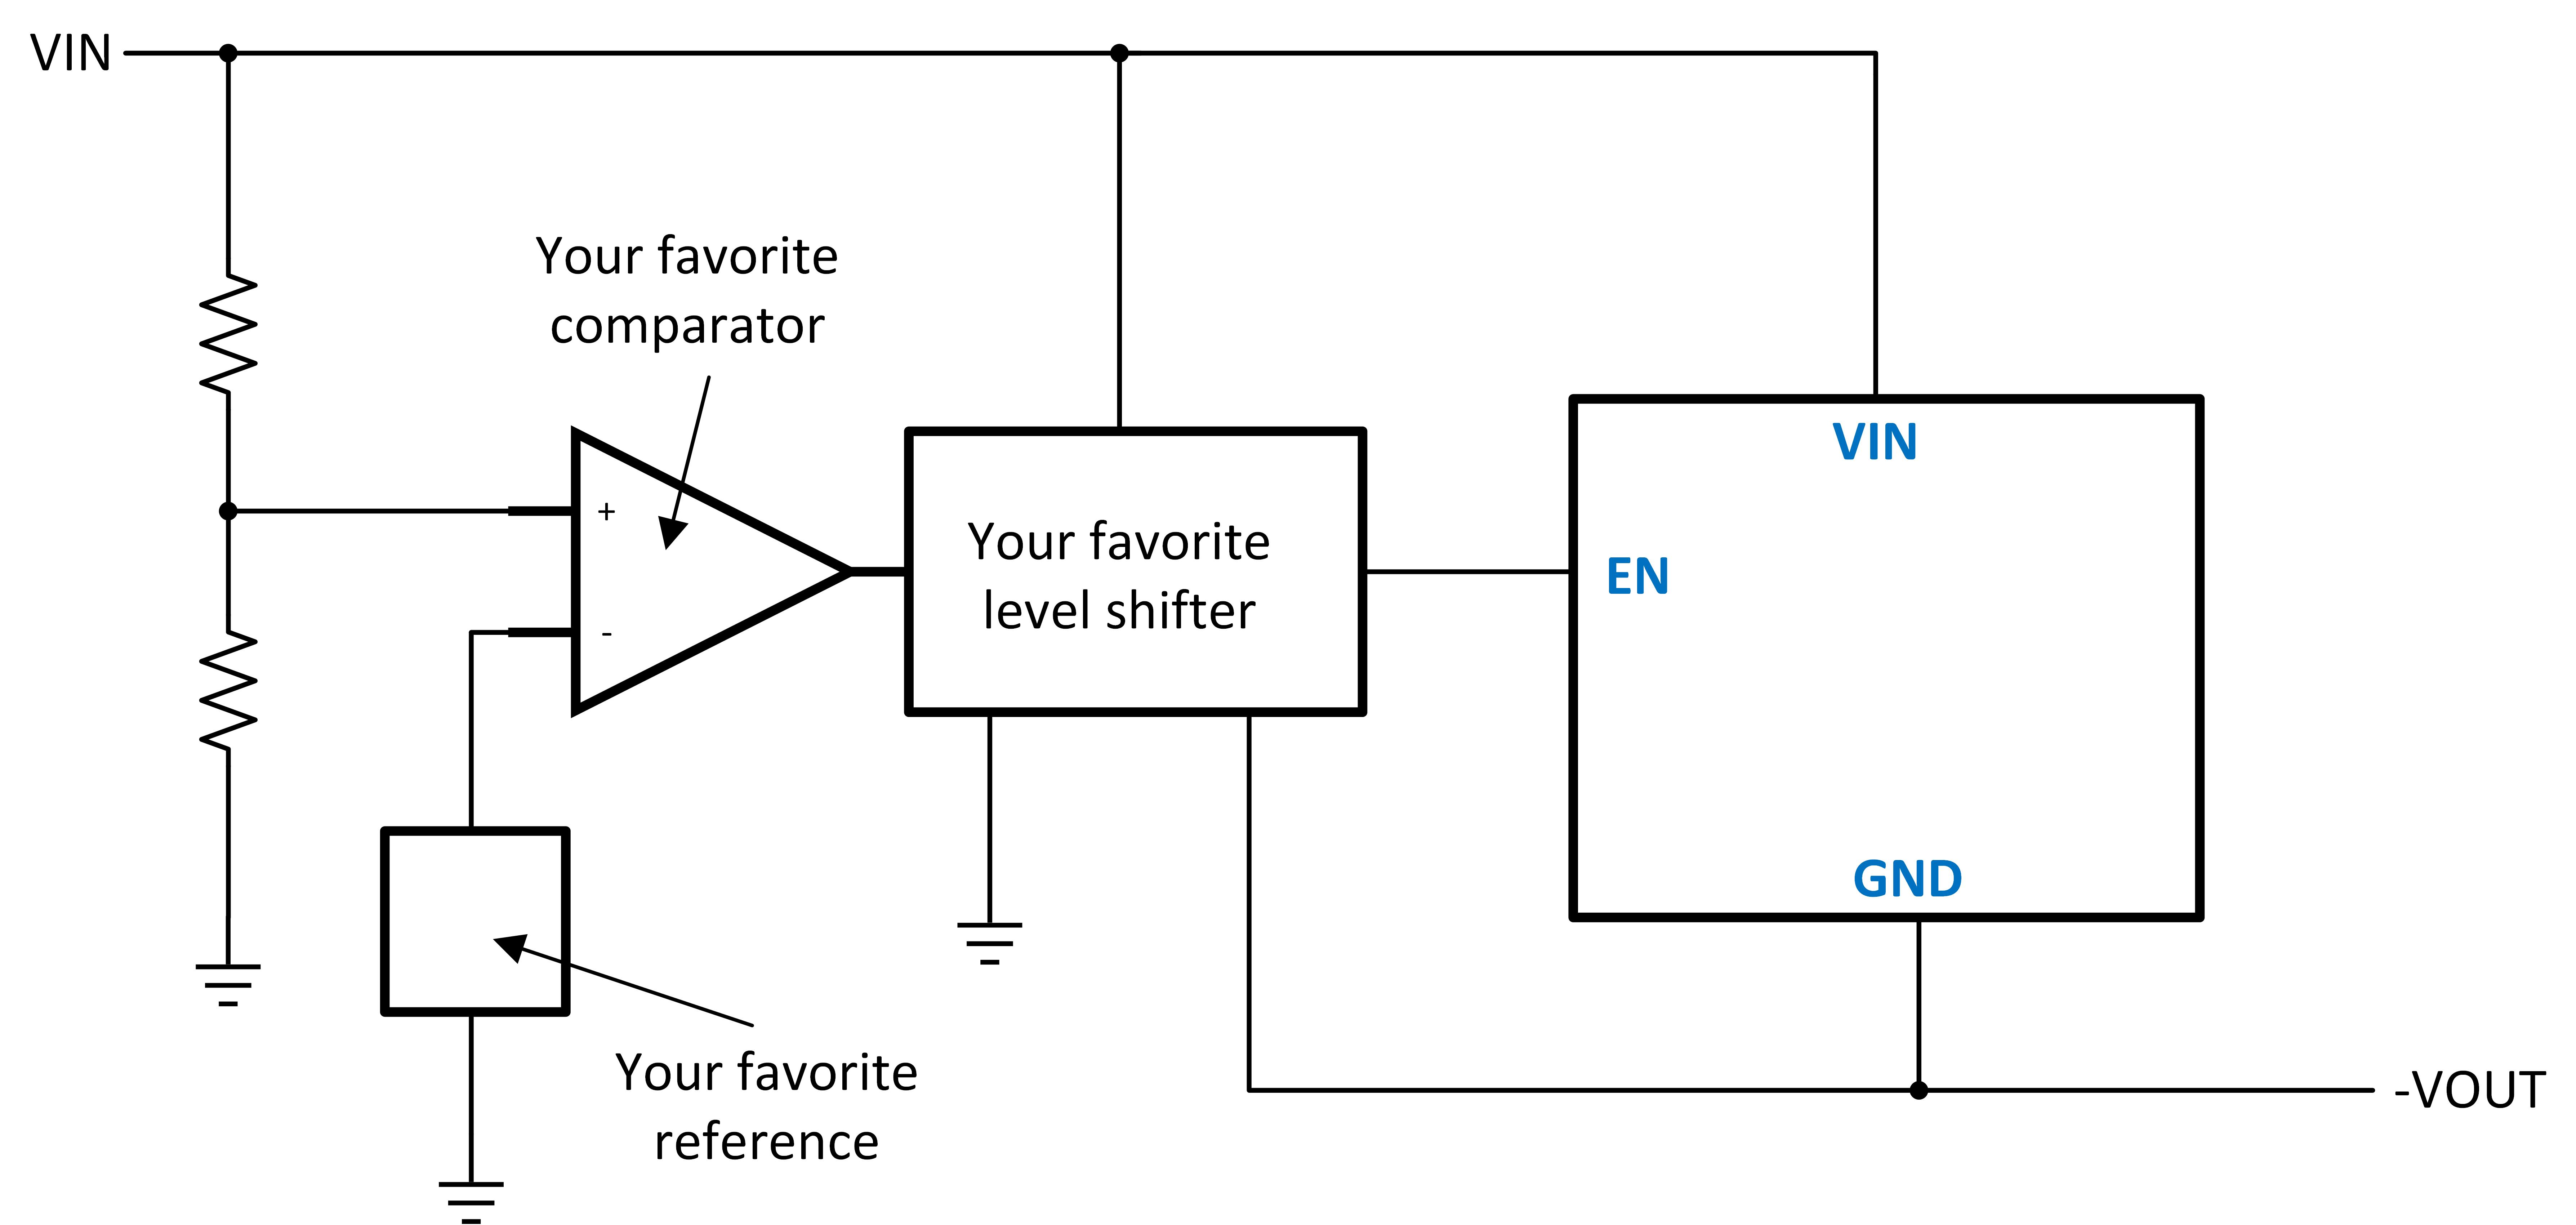 VIN
Your favorite
comparator
+
-
Your favorite
level shifter
VIN
EN
GND
Your favorite
reference
-VOUT